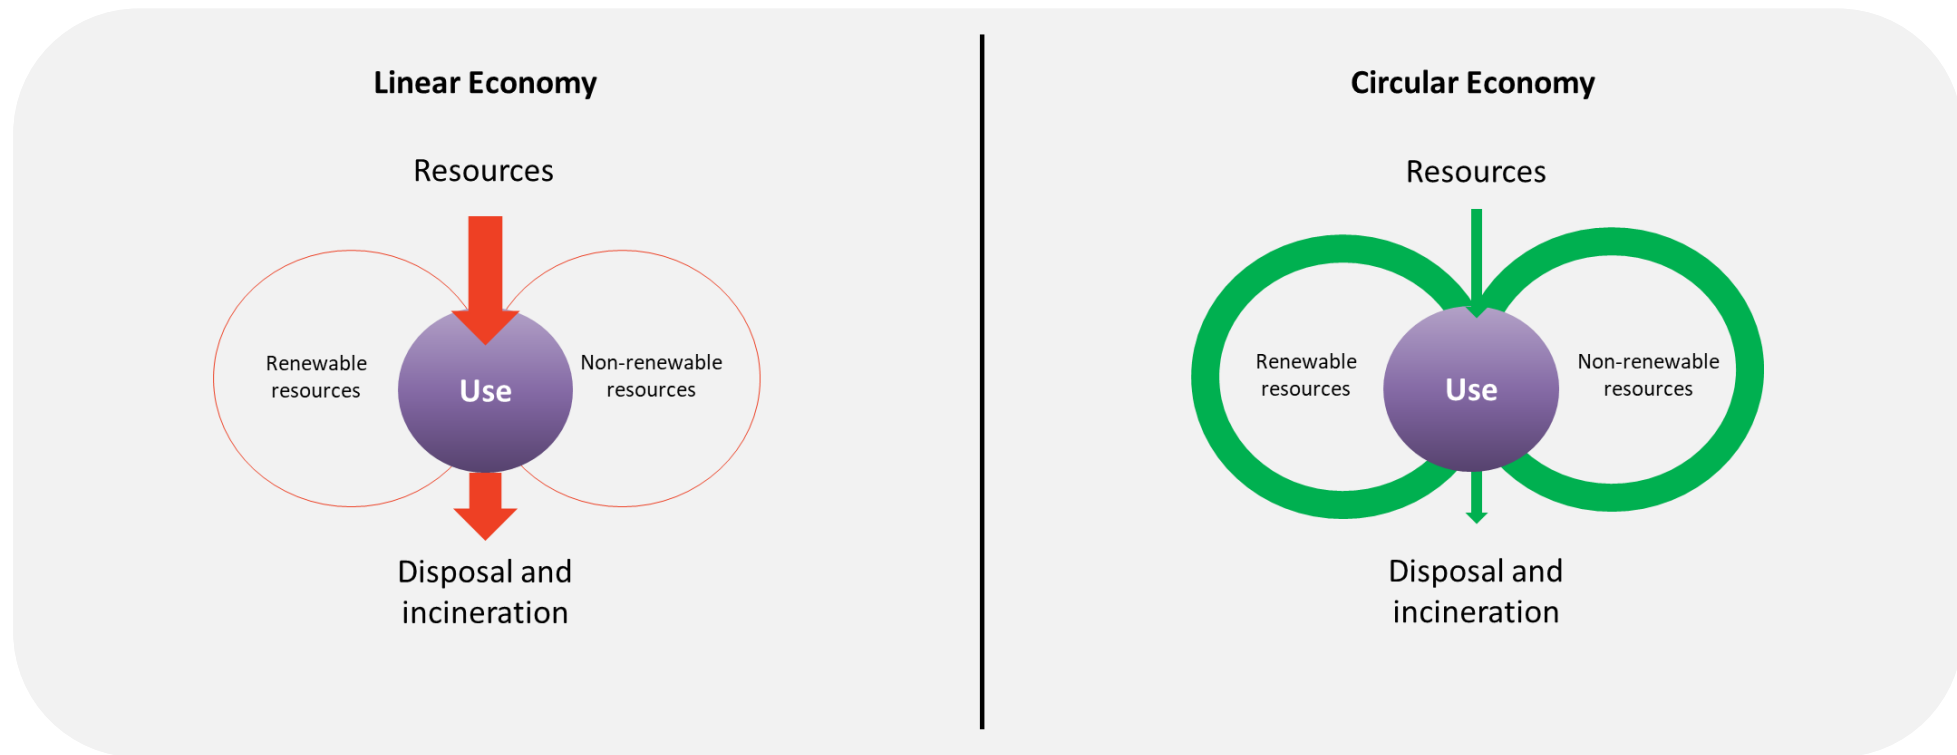 Linear Economy
Resources
Renewable
resources
Use
Non-renewable
resources
Disposal and
incineration
Circular Economy
Resources
Renewable
resources
Use
Non-renewable
resources
Disposal and
incineration